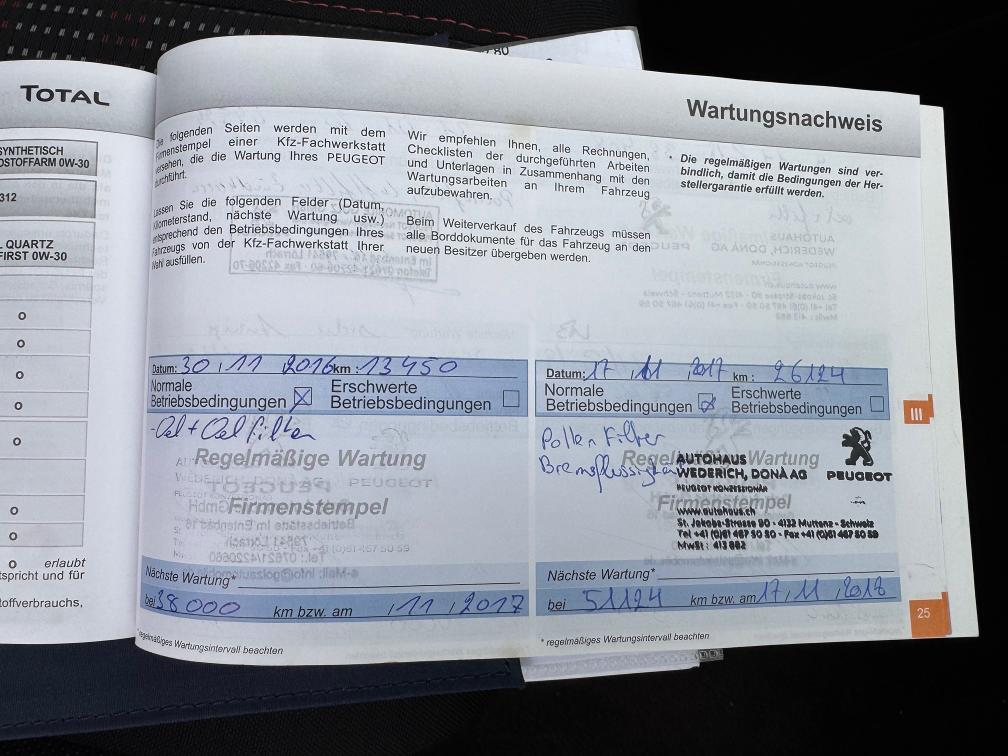 TOTAL
SYNTHETISCH
OSTOFFARM 0W-30
312
L QUARTZ
FIRST 0W-30
o
o
o
o
o
o
o
o erlaubt
tspricht und für
toffverbrauchs,
Wartungsnachweis
folgenden Seiten werden mit dem
Firmenstempel einer Kfz-Fachwerkstatt
versehen, die die Wartung Ihres PEUGEOT
durchführt.
Lassen Sie die folgenden Felder (Datum,
Kilometerstand, nächste Wartung usw.)
entsprechend den Betriebsbedingungen Ihres
Fahrzeugs von der Kfz-Fachwerkstatt Ihrer
Wahl ausfüllen.
Wir empfehlen Ihnen, alle Rechnungen,
Checklisten der durchgeführten Arbeiten
und Unterlagen in Zusammenhang mit den
Wartungsarbeiten an Ihrem Fahrzeug
aufzubewahren.
Beim Weiterverkauf des Fahrzeugs müssen
alle Borddokumente für das Fahrzeug an den
neuen Besitzer übergeben werden.
* Die regelmäßigen Wartungen sind ver-
bindlich, damit die Bedingungen der Her-
stellergarantie erfüllt werden.
Datum: 30 . 11 . 2016 km : 13450
Normale
Betriebsbedingungen
Erschwerte
Betriebsbedingungen
- Oel + Oel filter
Regelmäßige Wartung
Firmenstempel
Nächste Wartung*
bei 38000 km bzw. am / 11 / 2017
* regelmäßiges Wartungsintervall beachten
Datum: 17 . 11 . 2017 km : 26124
Normale
Betriebsbedingungen
Erschwerte
Betriebsbedingungen
Pollen Filter
Bremsflüssigkeit
Regelmäßige Wartung
Firmenstempel
AUTOHAUS
WEDERICH, DONÀ AG
PEUGEOT KONZESSIONÄR
PEUGEOT
www.autohaus.ch
St. Jakobs-Strasse 90 - 4132 Muttenz - Schweiz
Tel +41 (0)61 467 50 50 - Fax +41 (0)61 467 50 59
MwSt : 413 882
Nächste Wartung*
bei 51124 km bzw. am 17 / 11 / 2018
* regelmäßiges Wartungsintervall beachten
III
25